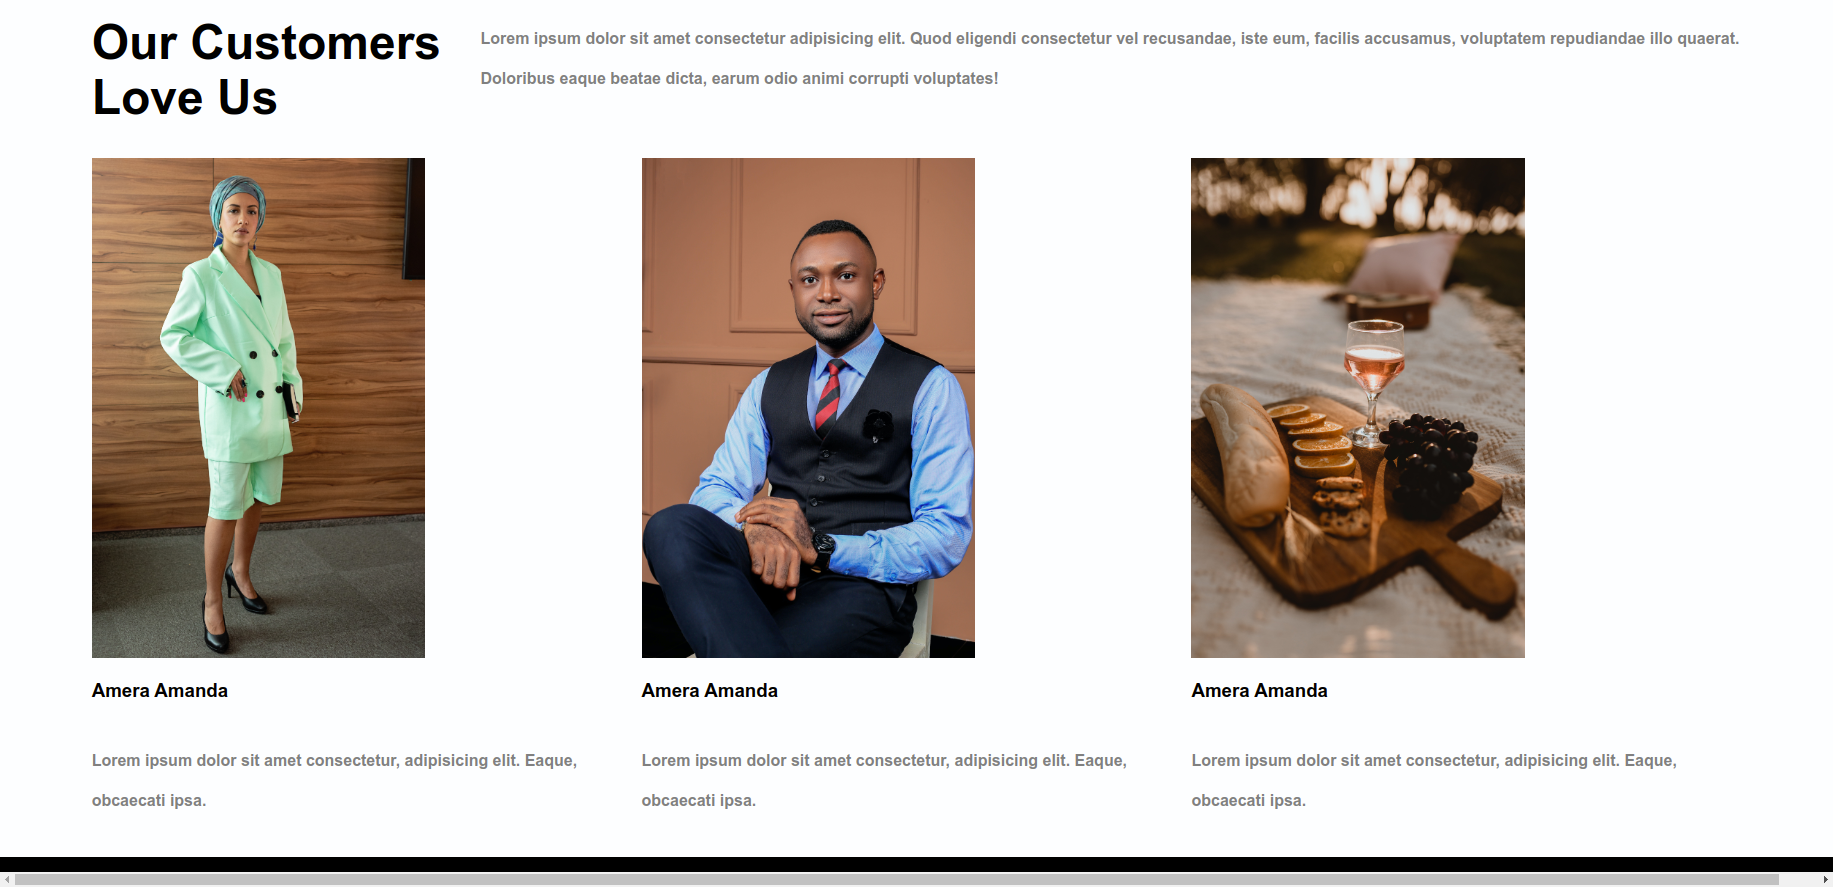 Our Customers
Love Us
Lorem ipsum dolor sit amet consectetur adipisicing elit. Quod eligendi consectetur vel recusandae, iste eum, facilis accusamus, voluptatem repudiandae illo quaerat.
Doloribus eaque beatae dicta, earum odio animi corrupti voluptates!
Amera Amanda
Lorem ipsum dolor sit amet consectetur, adipisicing elit. Eaque,
obcaecati ipsa.
Amera Amanda
Lorem ipsum dolor sit amet consectetur, adipisicing elit. Eaque,
obcaecati ipsa.
Amera Amanda
Lorem ipsum dolor sit amet consectetur, adipisicing elit. Eaque,
obcaecati ipsa.